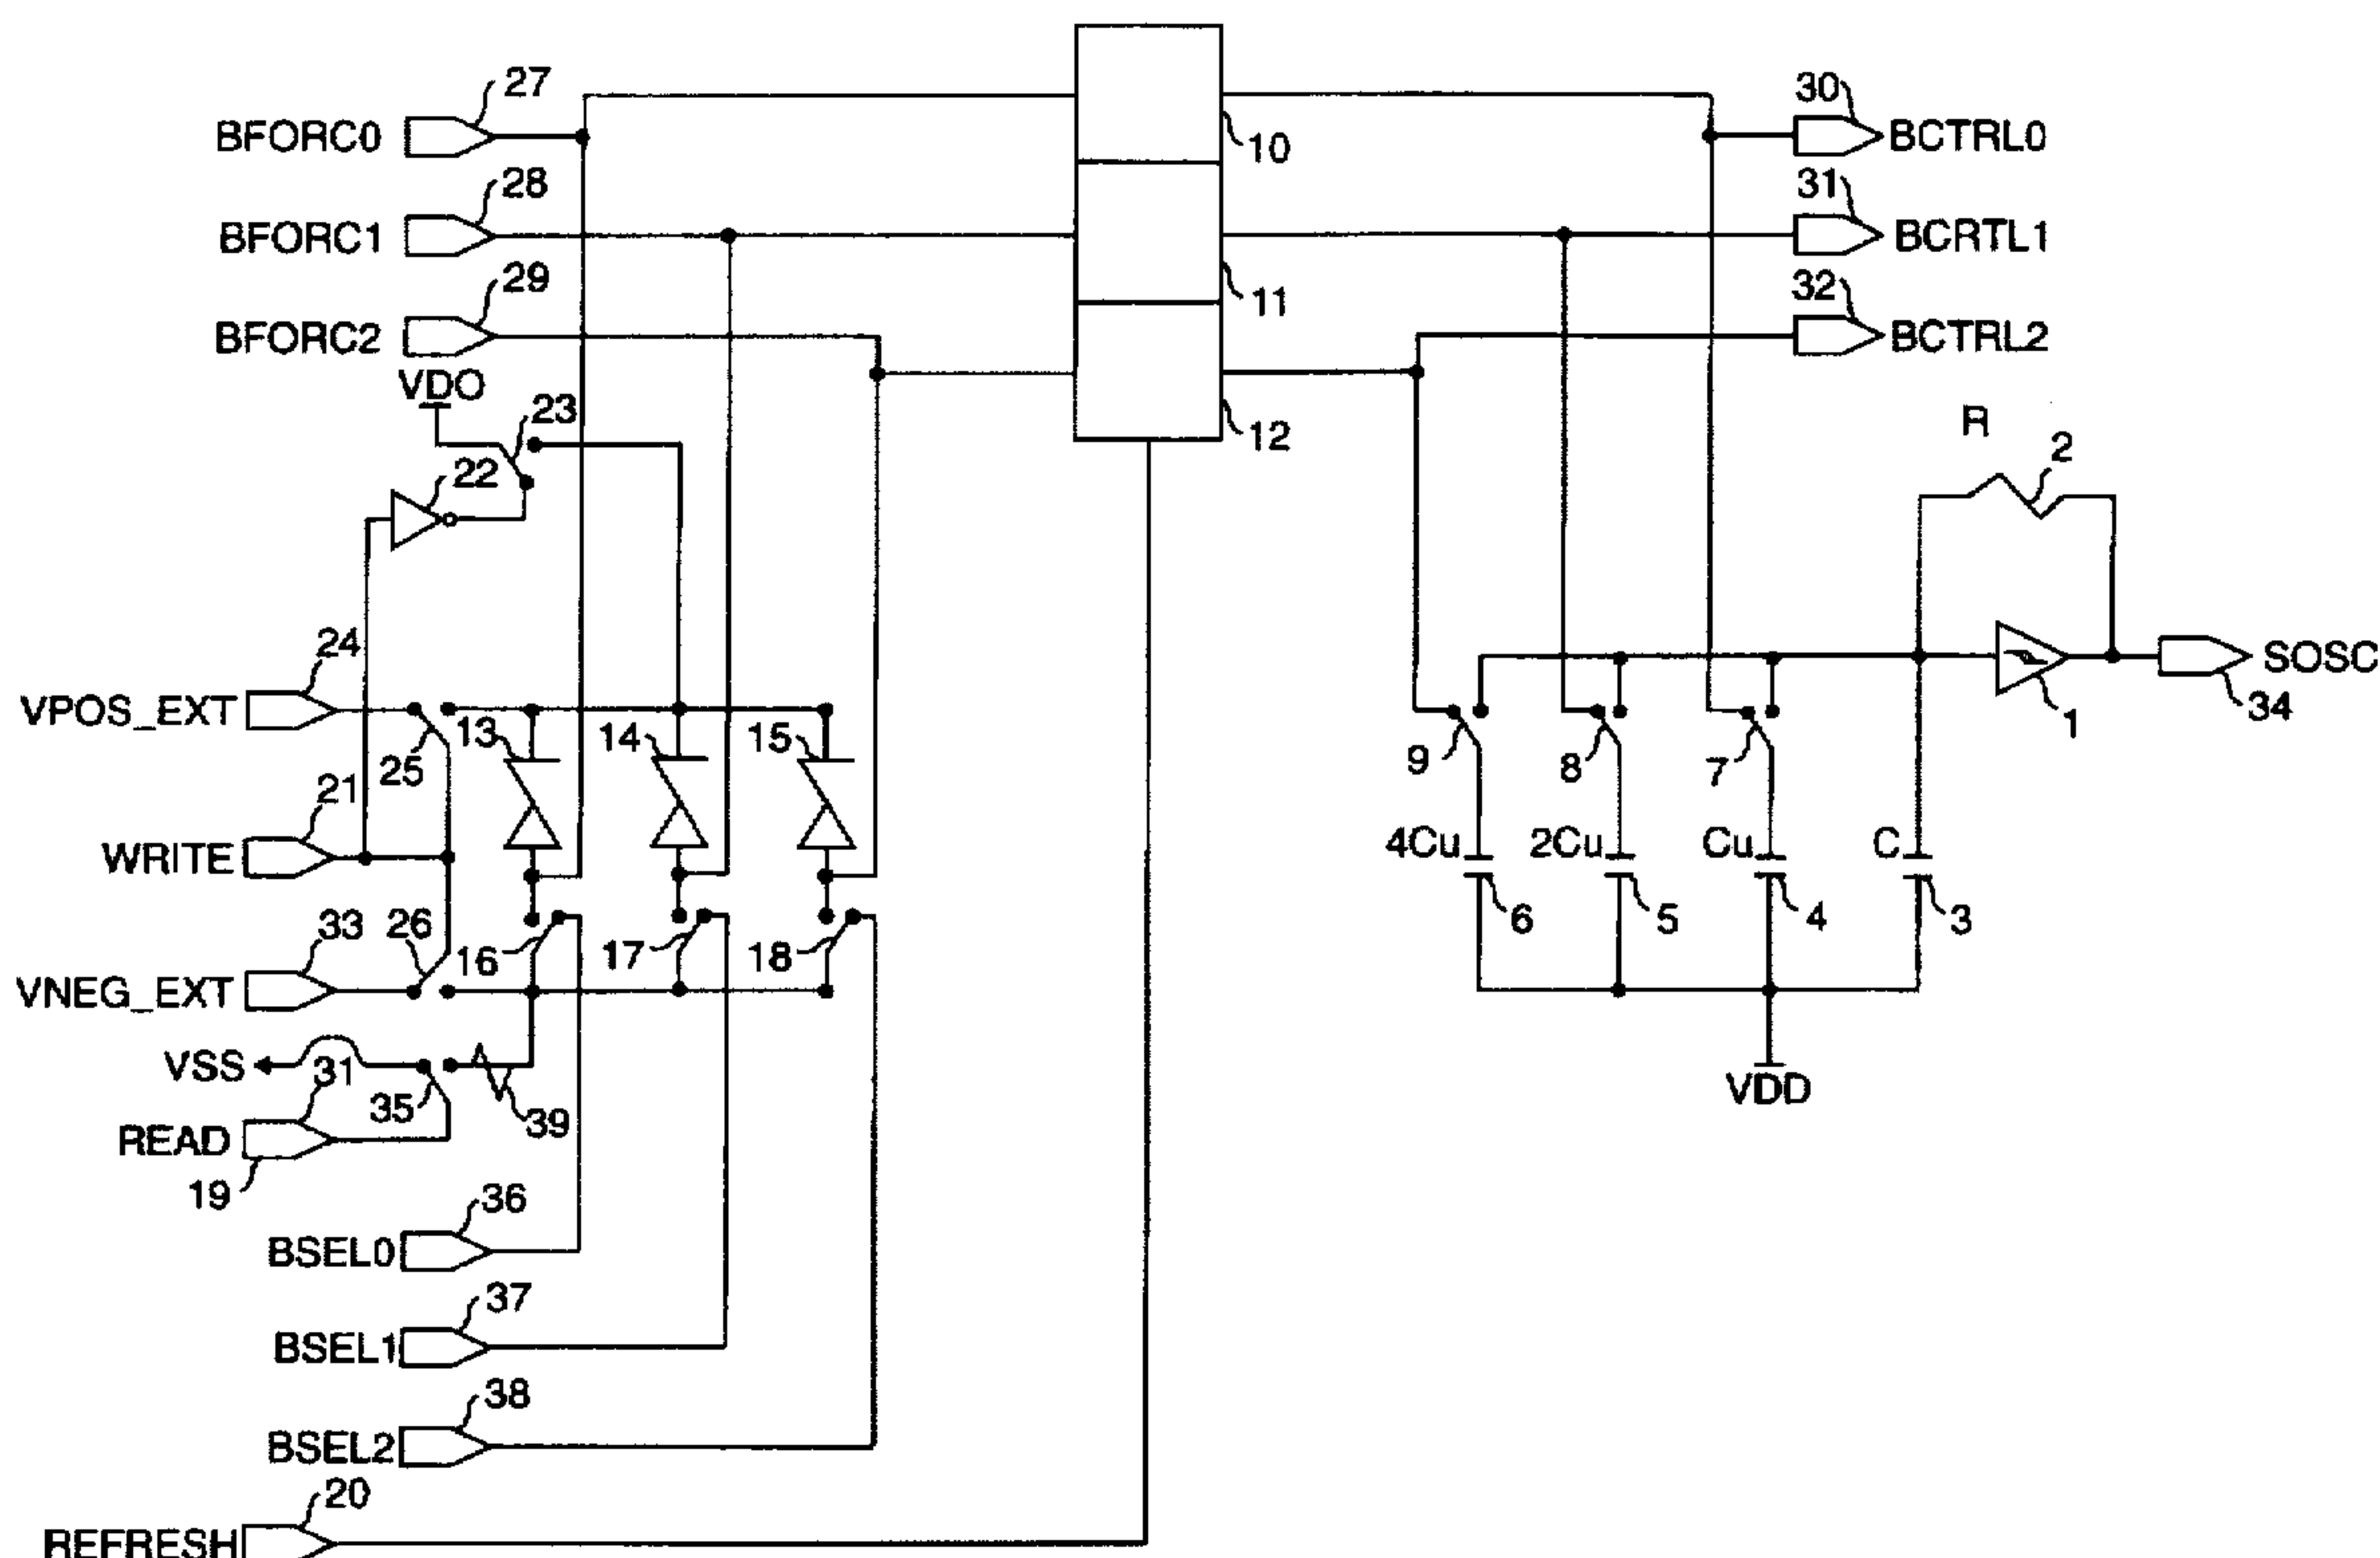 27
BFORC0
10
30
BCTRL0
28
BFORC1
11
31
BCRTL1
29
BFORC2
12
32
BCTRL2
VDO
23
22
R
2
24
VPOS_EXT
25
13
14
15
9
8
7
1
SOSC
34
21
WRITE
4Cu
2Cu
Cu
C
6
5
4
3
33
26
VNEG_EXT
16
17
18
VSS
31
35
39
VDD
READ
19
36
BSEL0
37
BSEL1
38
BSEL2
20
REFRESH